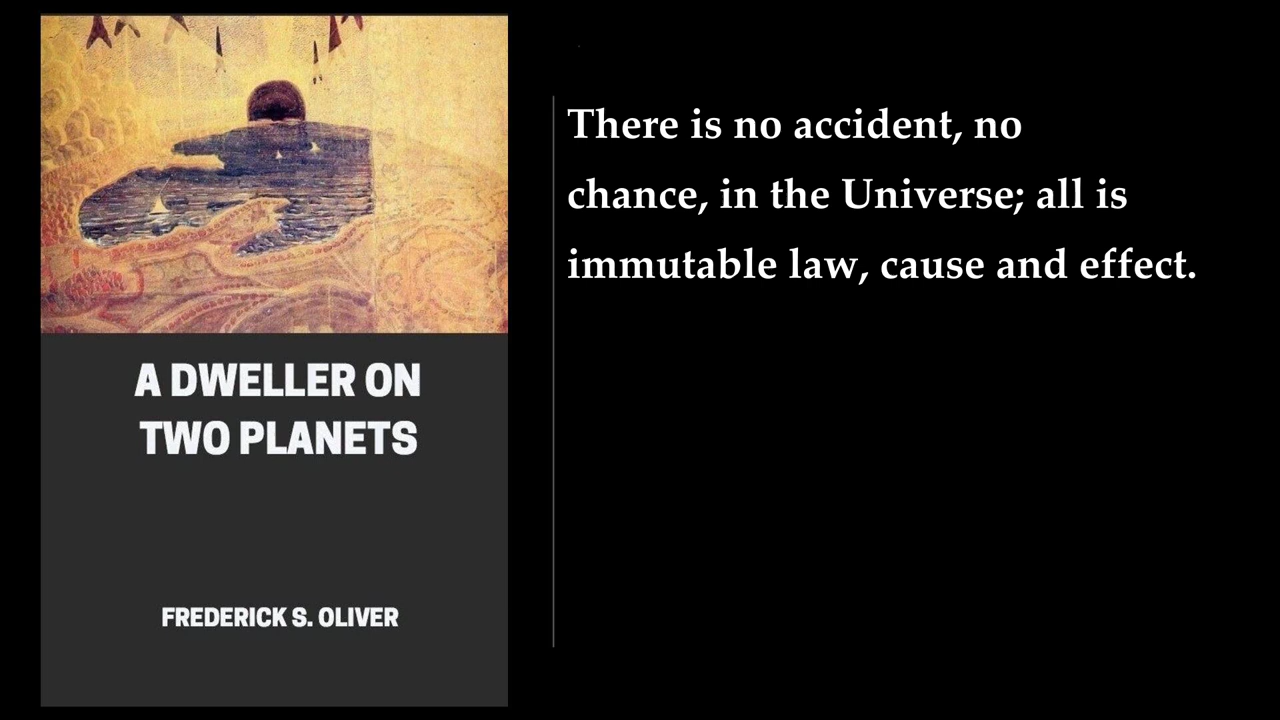 A DWELLER ON
TWO PLANETS
FREDERICK S. OLIVER
There is no accident, no
chance, in the Universe; all is
immutable law, cause and effect.